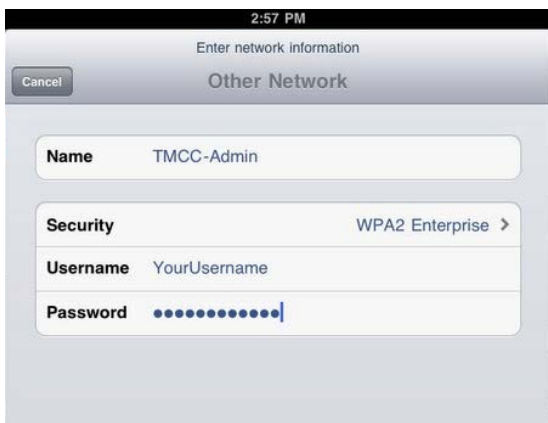 2:57 PM
Enter network information
Cancel
Other Network
Name TMCC-Admin
Security WPA2 Enterprise >
Username YourUsername
Password ●●●●●●●●●●●●